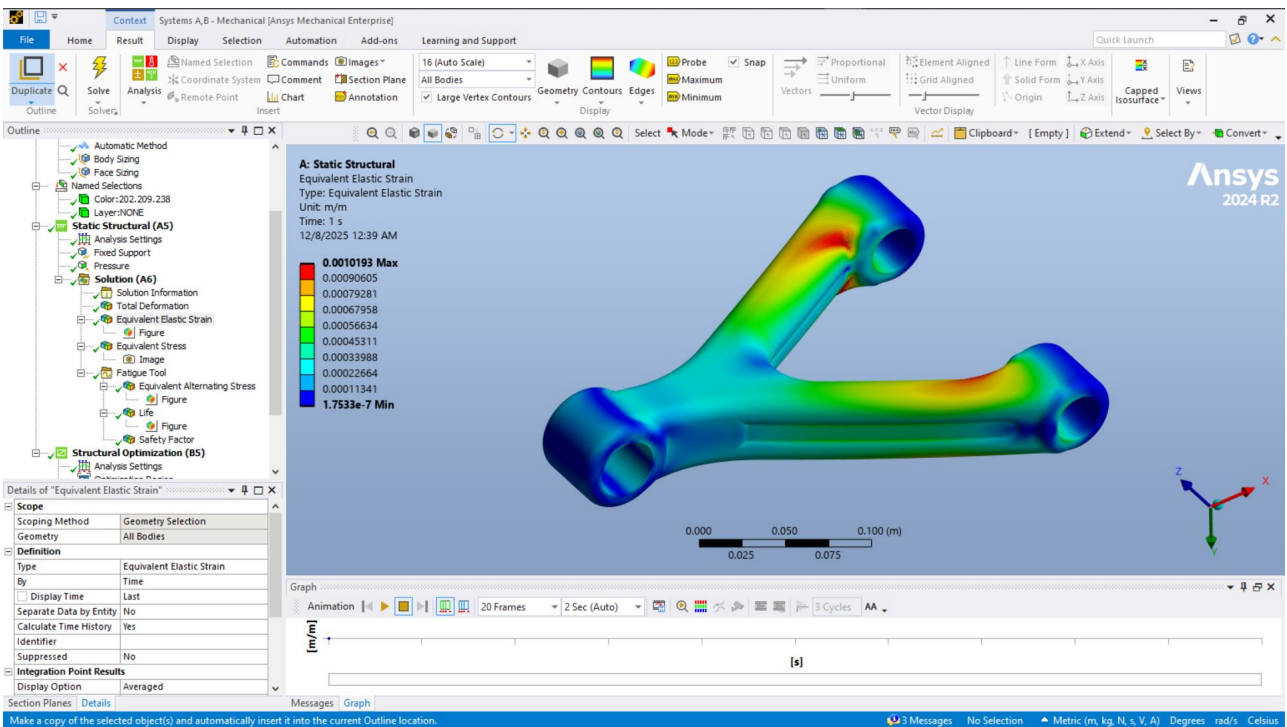 Context Systems A,B - Mechanical [Ansys Mechanical Enterprise]
File Home Result Display Selection Automation Add-ons Learning and Support Quick Launch
Duplicate
Outline
Solve
Solver
Analysis
Named Selection
Coordinate System
Remote Point
Commands
Comment
Chart
Images
Section Plane
Annotation
Insert
16 (Auto Scale)
All Bodies
Large Vertex Contours
Geometry Contours Edges
Display
Probe
Maximum
Minimum
Snap
Vectors
Proportional
Uniform
Element Aligned
Grid Aligned
Line Form
Solid Form
Origin
X Axis
Y Axis
Z Axis
Vector Display
Capped
Isosurface
Views
Outline
Select Mode Clipboard [ Empty ] Extend Select By Convert
Automatic Method
Body Sizing
Face Sizing
Named Selections
Color:202.209.238
Layer:NONE
Static Structural (A5)
Analysis Settings
Fixed Support
Pressure
Solution (A6)
Solution Information
Total Deformation
Equivalent Elastic Strain
Figure
Equivalent Stress
Image
Fatigue Tool
Equivalent Alternating Stress
Figure
Life
Figure
Safety Factor
Structural Optimization (B5)
Analysis Settings
A: Static Structural
Equivalent Elastic Strain
Type: Equivalent Elastic Strain
Unit: m/m
Time: 1 s
12/8/2025 12:39 AM
0.0010193 Max
0.00090605
0.00079281
0.00067958
0.00056634
0.00045311
0.00033988
0.00022664
0.00011341
1.7533e-7 Min
Ansys
2024 R2
0.000 0.050 0.100 (m)
0.025 0.075
Z
X
Y
Details of "Equivalent Elastic Strain"
Scope
Scoping Method Geometry Selection
Geometry All Bodies
Definition
Type Equivalent Elastic Strain
By Time
Display Time Last
Separate Data by Entity No
Calculate Time History Yes
Identifier
Suppressed No
Integration Point Results
Display Option Averaged
Section Planes Details
Graph
Animation 20 Frames 2 Sec (Auto) 3 Cycles AA
[m/m]
[s]
Messages Graph
Make a copy of the selected object(s) and automatically insert it into the current Outline location.
3 Messages No Selection Metric (m, kg, N, s, V, A) Degrees rad/s Celsius